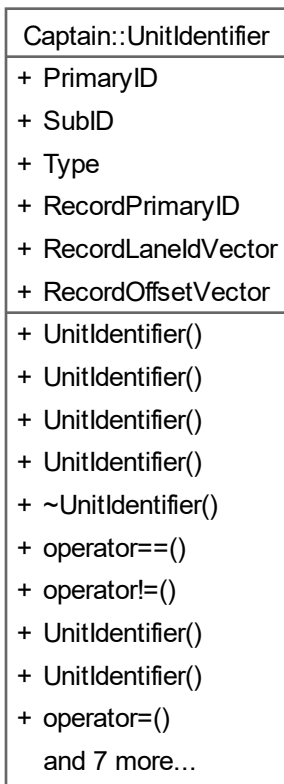 Captain::UnitIdentifier
+ PrimaryID
+ SubID
+ Type
+ RecordPrimaryID
+ RecordLaneIdVector
+ RecordOffsetVector
+ UnitIdentifier()
+ UnitIdentifier()
+ UnitIdentifier()
+ UnitIdentifier()
+ ~UnitIdentifier()
+ operator==()
+ operator!=()
+ UnitIdentifier()
+ UnitIdentifier()
+ operator=()
and 7 more...